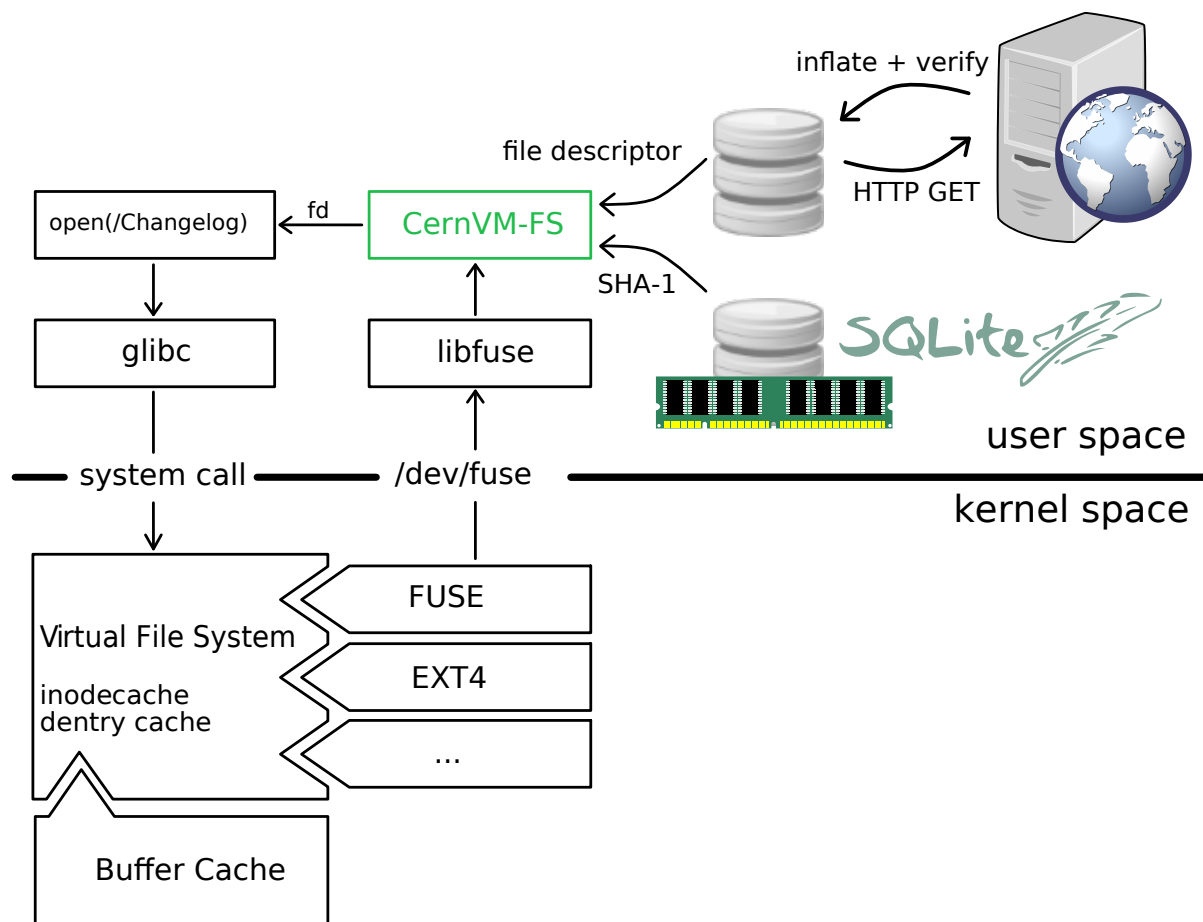 inflate + verify
file descriptor
HTTP GET
open(/Changelog)
fd
CernVM-FS
SHA-1
glibc
libfuse
SQLite
user space
system call
/dev/fuse
kernel space
FUSE
Virtual File System
EXT4
inodecache
dentry cache
...
Buffer Cache